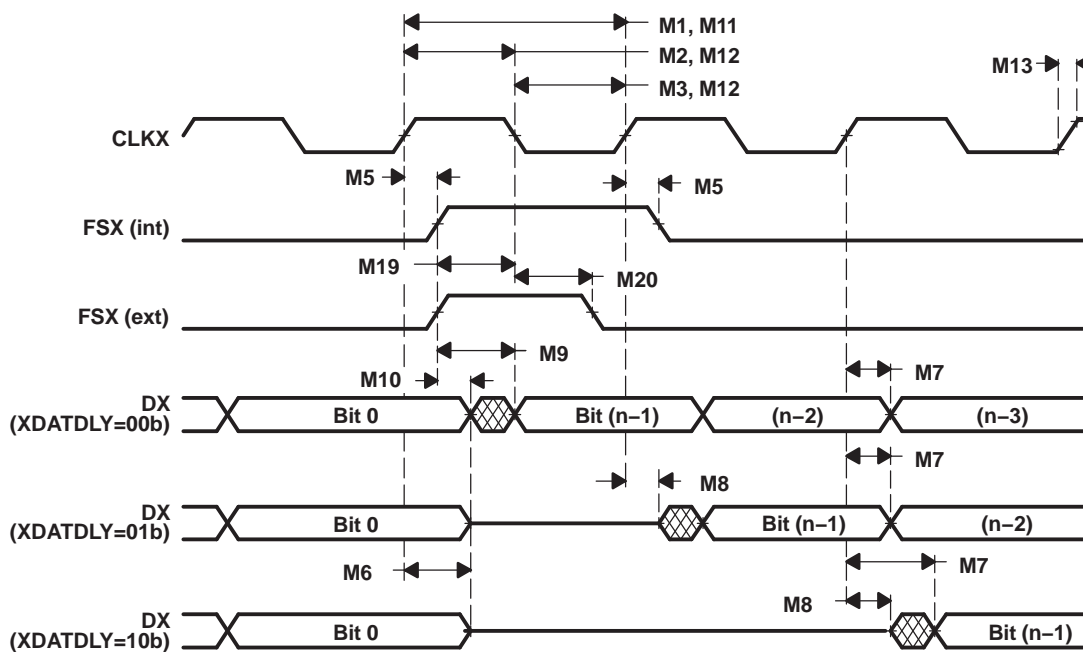 M1, M11
M2, M12
M13
M3, M12
CLKX
M5
M5
FSX (int)
M19
M20
FSX (ext)
M9
M10
M7
DX
(XDATDLY=00b)
Bit 0
Bit (n−1)
(n−2)
(n−3)
M7
M8
DX
(XDATDLY=01b)
Bit 0
Bit (n−1)
(n−2)
M6
M7
M8
DX
(XDATDLY=10b)
Bit 0
Bit (n−1)